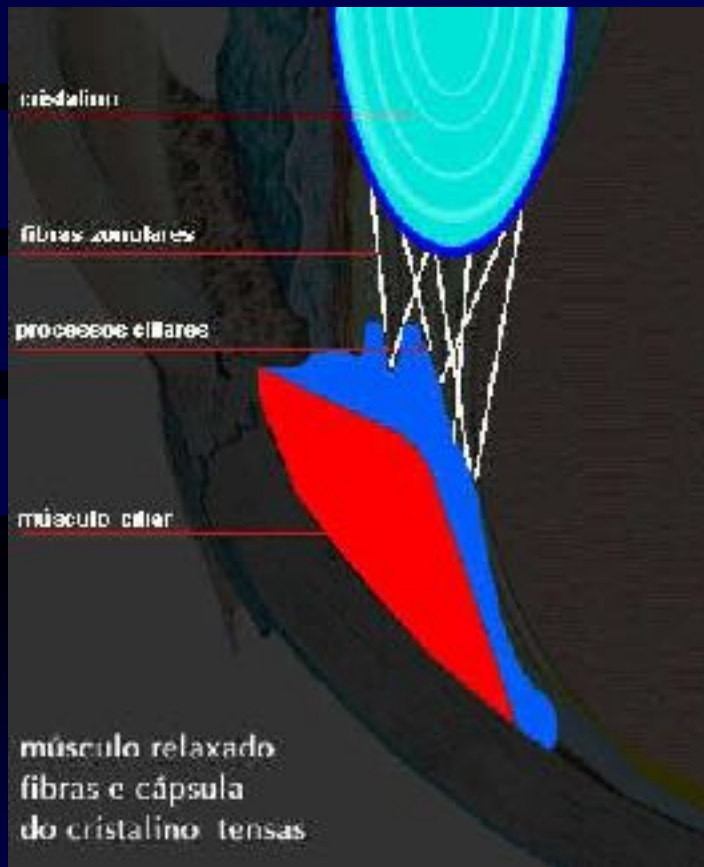 cristalino
fibras zonulares
processos ciliares
músculo ciliar
músculo relaxado
fibras e cápsula
do cristalino tensas